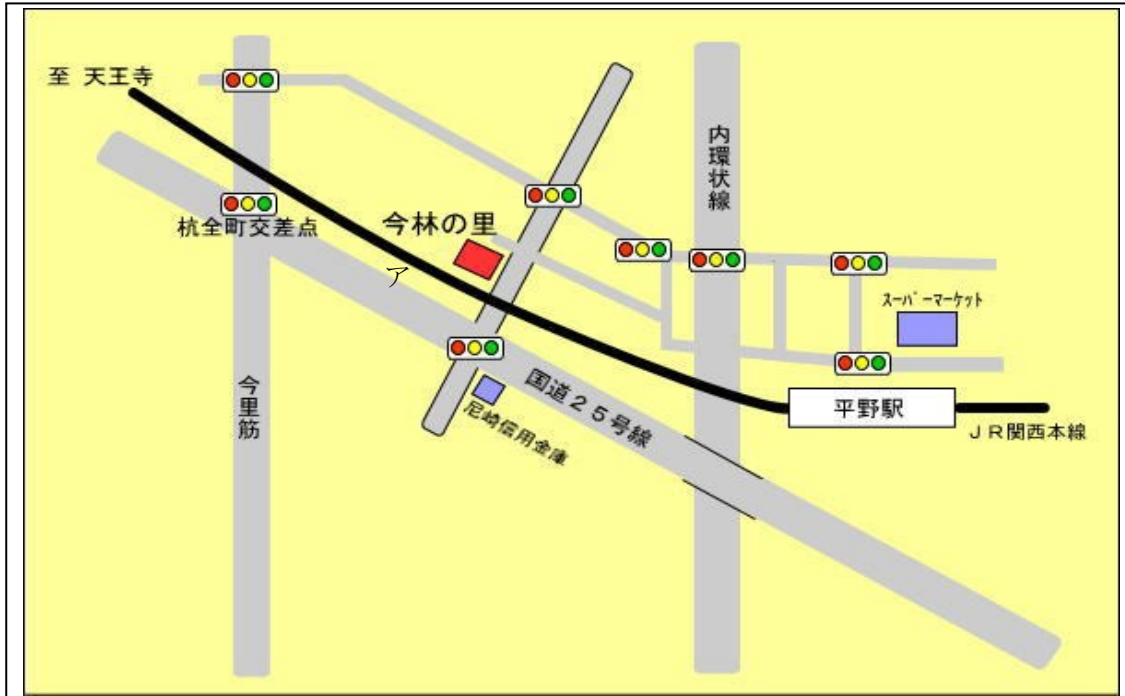 至 天王寺
内環状線
今林の里
杭全町交差点
ア
スーパーマーケット
今里筋
国道25号線
平野駅
尼崎信用金庫
JR関西本線